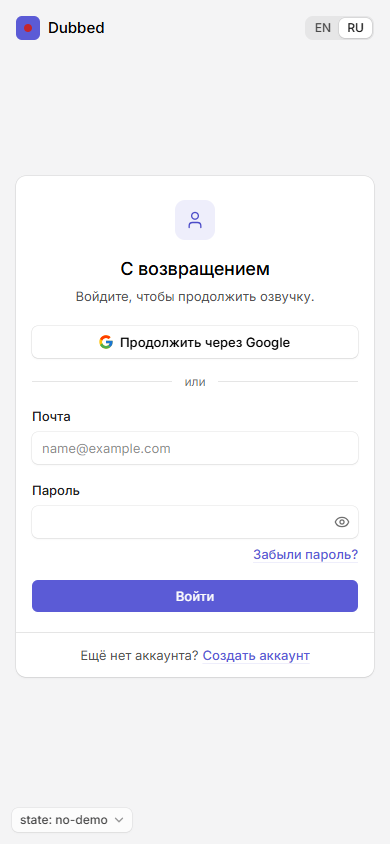 Dubbed
EN RU
С возвращением
Войдите, чтобы продолжить озвучку.
Продолжить через Google
или
Почта
name@example.com
Пароль
Забыли пароль?
Войти
Ещё нет аккаунта? Создать аккаунт
state: no-demo